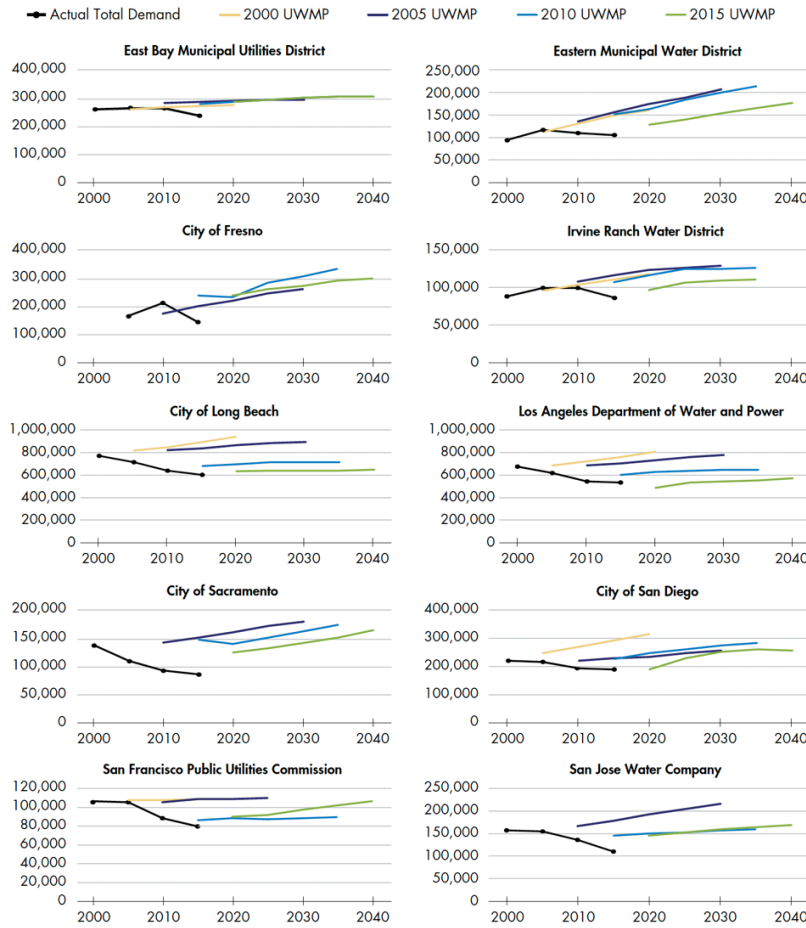 Actual Total Demand 2000 UWMP 2005 UWMP 2010 UWMP 2015 UWMP
East Bay Municipal Utilities District
400,000
300,000
200,000
100,000
0
2000 2010 2020 2030 2040
Eastern Municipal Water District
250,000
200,000
150,000
100,000
50,000
0
2000 2010 2020 2030 2040
City of Fresno
400,000
300,000
200,000
100,000
0
2000 2010 2020 2030 2040
Irvine Ranch Water District
150,000
100,000
50,000
0
2000 2010 2020 2030 2040
City of Long Beach
1,000,000
800,000
600,000
400,000
200,000
0
2000 2010 2020 2030 2040
Los Angeles Department of Water and Power
1,000,000
800,000
600,000
400,000
200,000
0
2000 2010 2020 2030 2040
City of Sacramento
200,000
150,000
100,000
50,000
0
2000 2010 2020 2030 2040
City of San Diego
400,000
300,000
200,000
100,000
0
2000 2010 2020 2030 2040
San Francisco Public Utilities Commission
120,000
100,000
80,000
60,000
40,000
20,000
0
2000 2010 2020 2030 2040
San Jose Water Company
250,000
200,000
150,000
100,000
50,000
0
2000 2010 2020 2030 2040